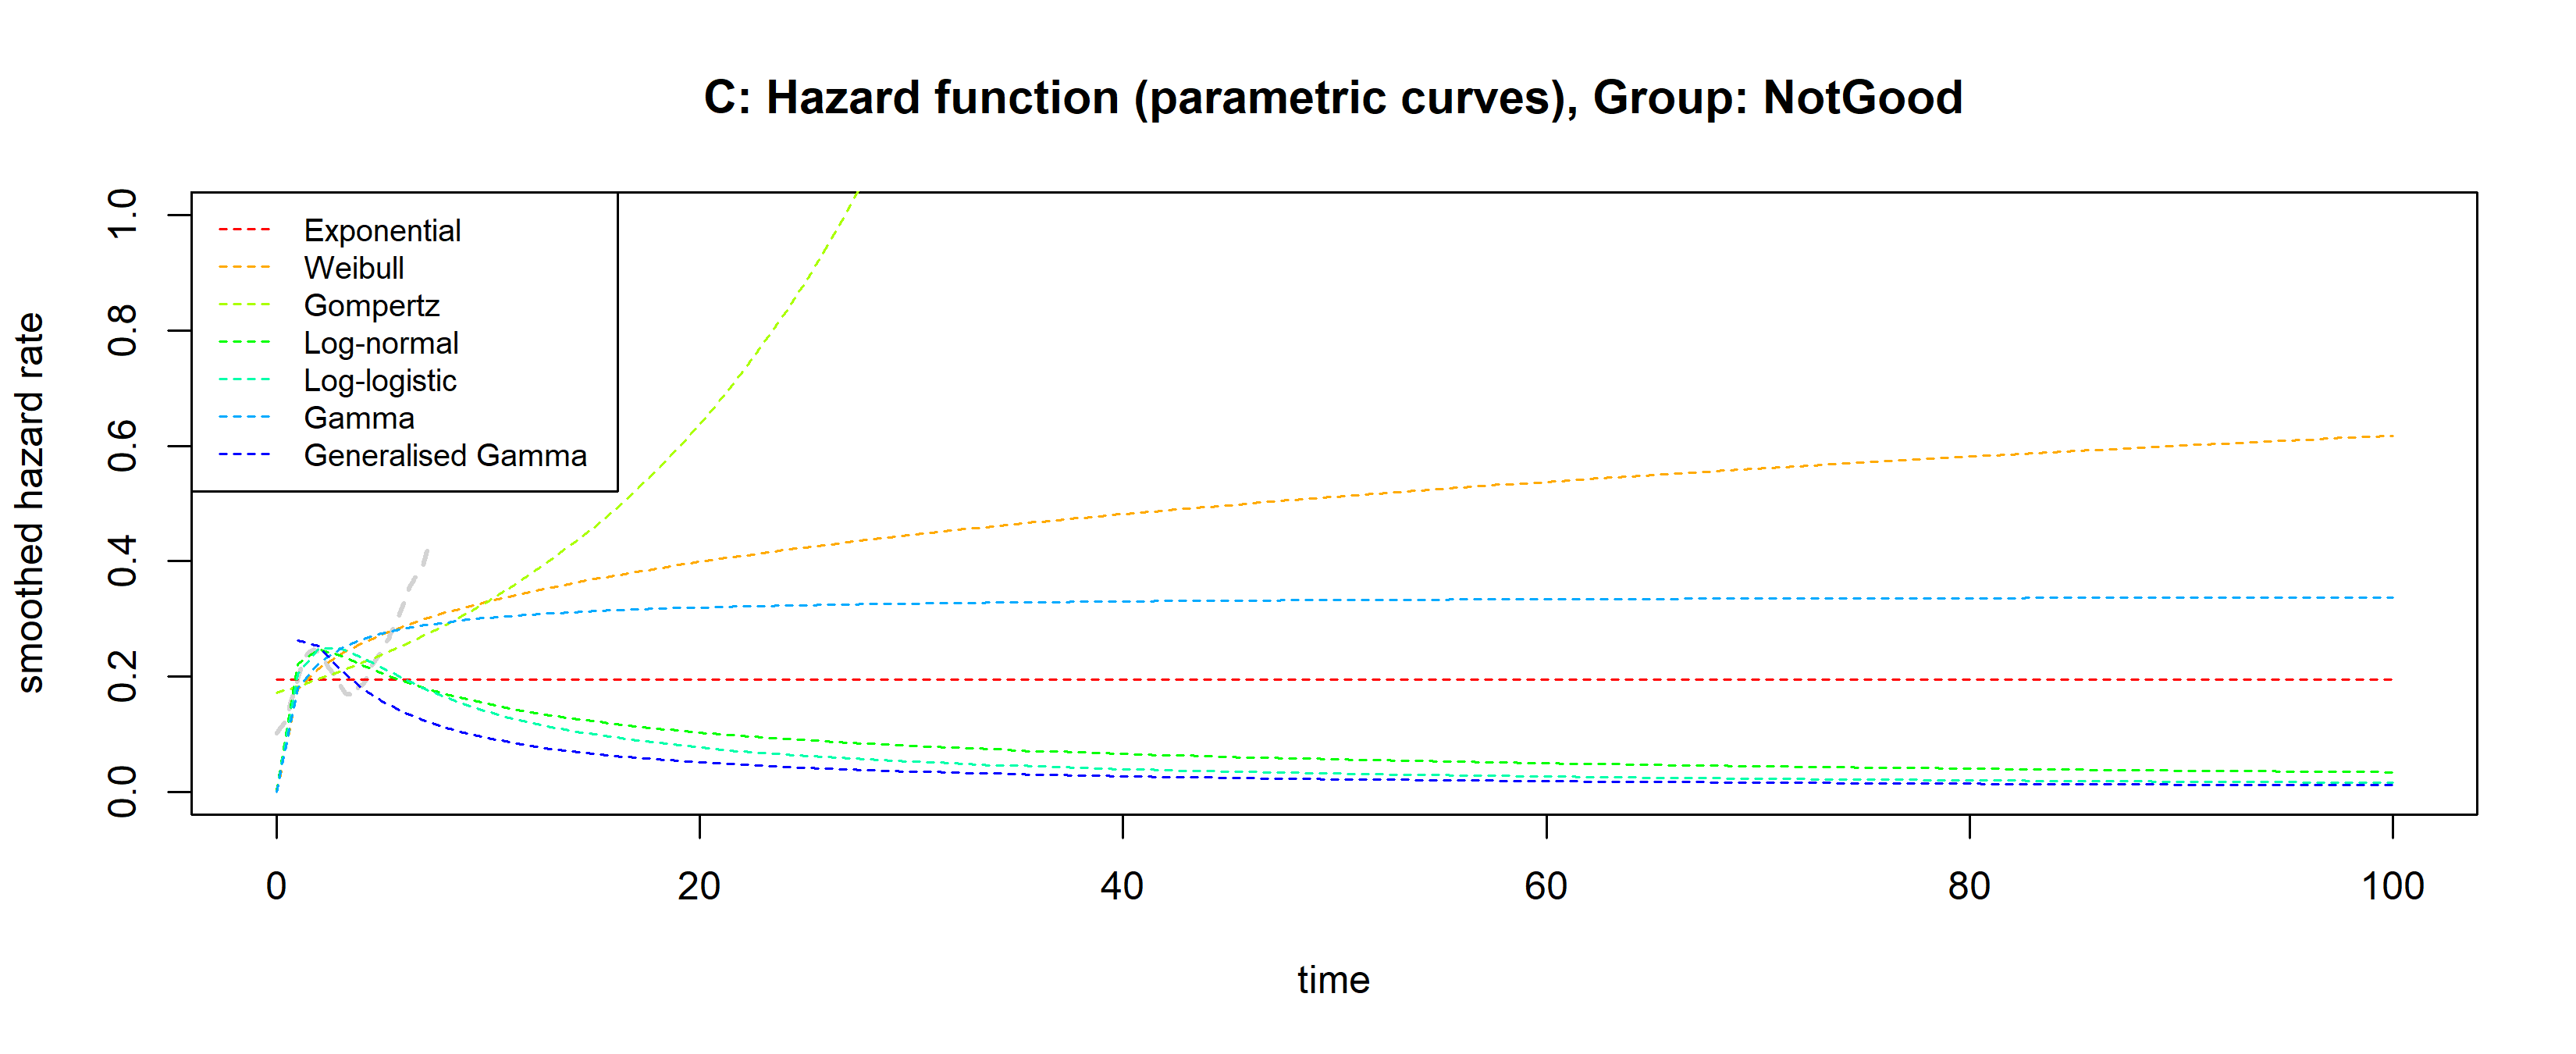 C: Hazard function (parametric curves), Group: NotGood
smoothed hazard rate
1.0
0.8
0.6
0.4
0.2
0.0
Exponential
Weibull
Gompertz
Log-normal
Log-logistic
Gamma
Generalised Gamma
0 20 40 60 80 100
time